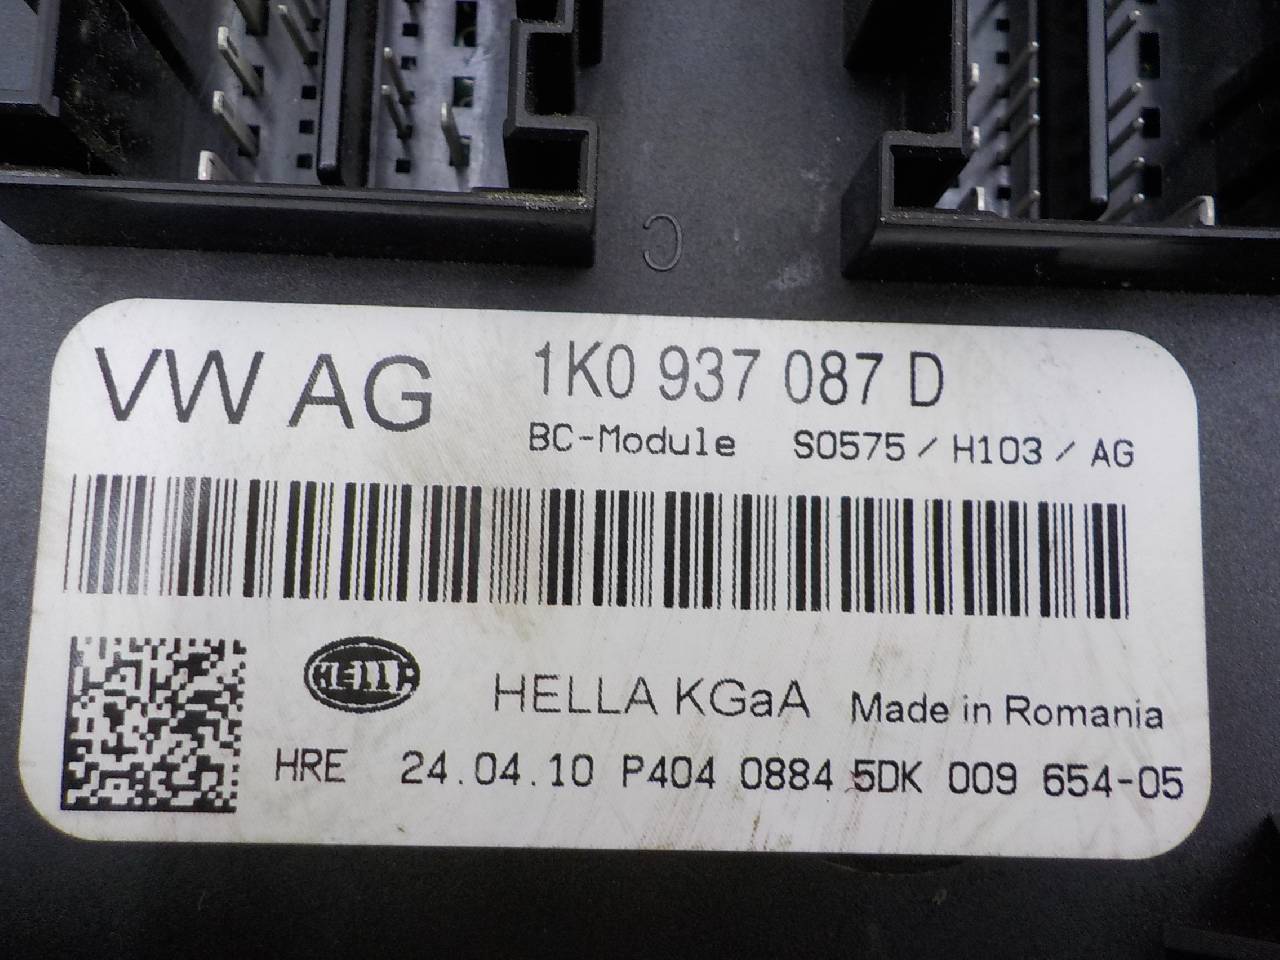 C
VW AG 1K0 937 087 D
BC-Module S0575 / H103 / AG
HELLA HELLA KGaA Made in Romania
HRE 24.04.10 P404 0884 5DK 009 654-05